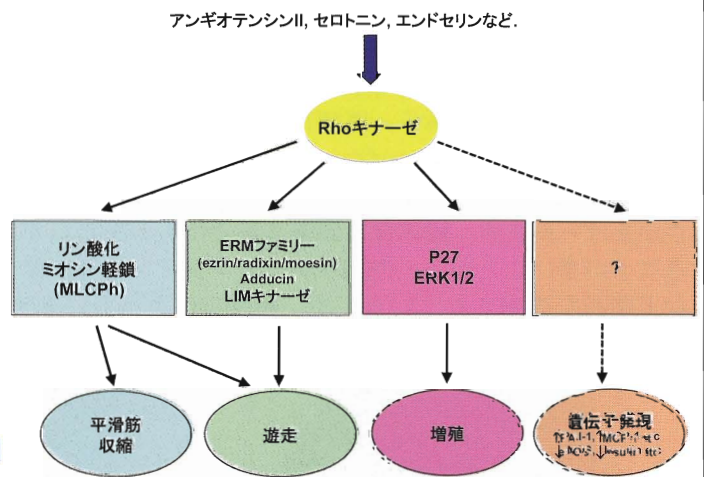 アンギオテンシンII, セロトニン, エンドセリンなど.
Rhoキナーゼ
リン酸化
ミオシン軽鎖
(MLCPh)
ERMファミリー
(ezrin/radixin/moesin)
Adducin
LIMキナーゼ
P27
ERK1/2
?
平滑筋
収縮
遊走
増殖
遺伝子発現